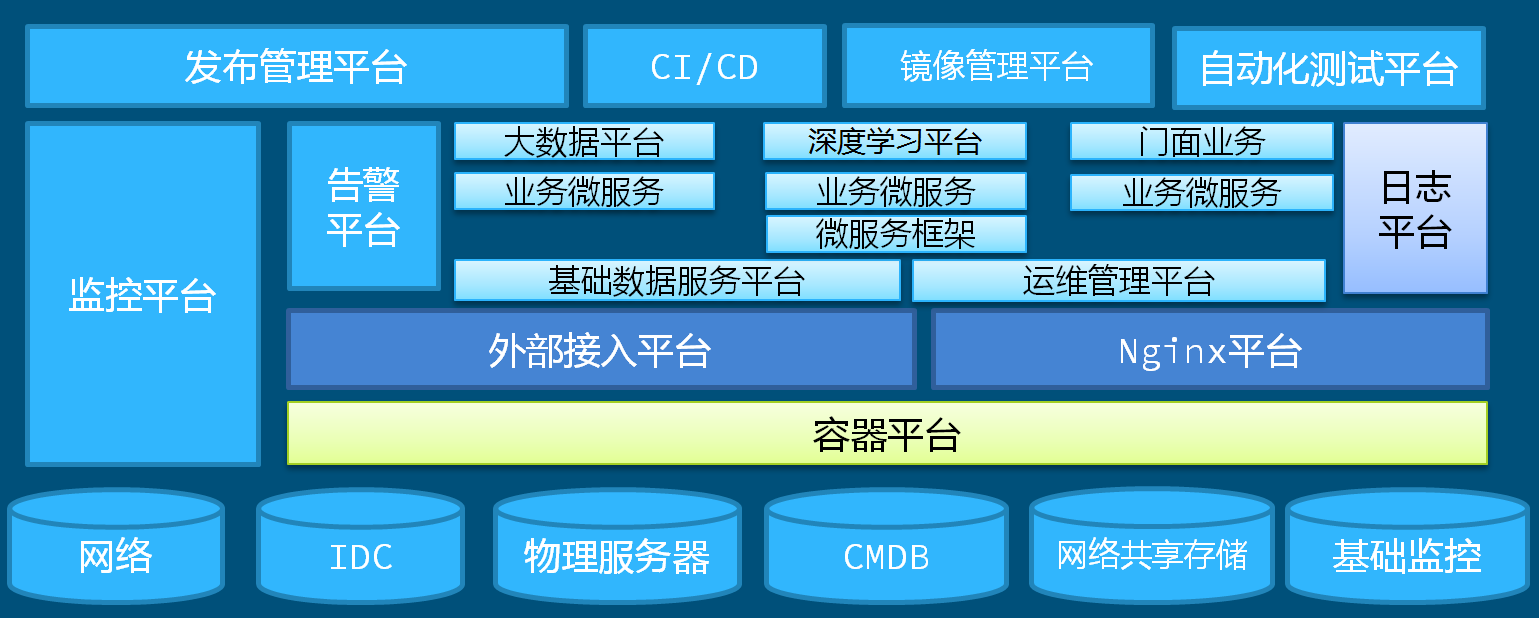 发布管理平台
CI/CD
镜像管理平台
自动化测试平台
监控平台
告警
平台
大数据平台
深度学习平台
门面业务
业务微服务
业务微服务
业务微服务
微服务框架
基础数据服务平台
运维管理平台
日志
平台
外部接入平台
Nginx平台
容器平台
网络
IDC
物理服务器
CMDB
网络共享存储
基础监控